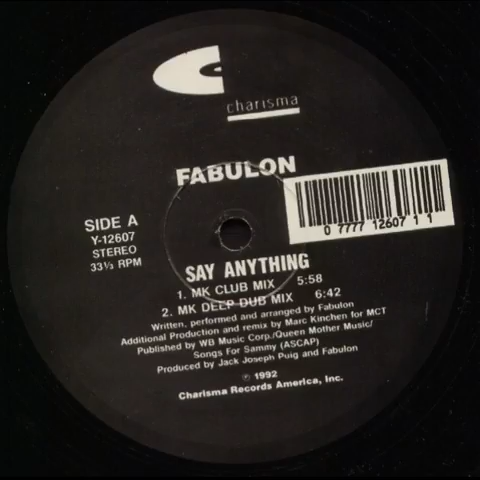 charisma
FABULON
0 7777 12607 1 1
SIDE A
Y-12607
STEREO
33⅓ RPM
SAY ANYTHING
1. MK CLUB MIX 5:58
2. MK DEEP DUB MIX 6:42
Written, performed and arranged by Fabulon
Additional Production and remix by Marc Kinchen for MCT
Published by WB Music Corp./Queen Mother Music/
Songs For Sammy (ASCAP)
Produced by Jack Joseph Puig and Fabulon
℗ 1992
Charisma Records America, Inc.